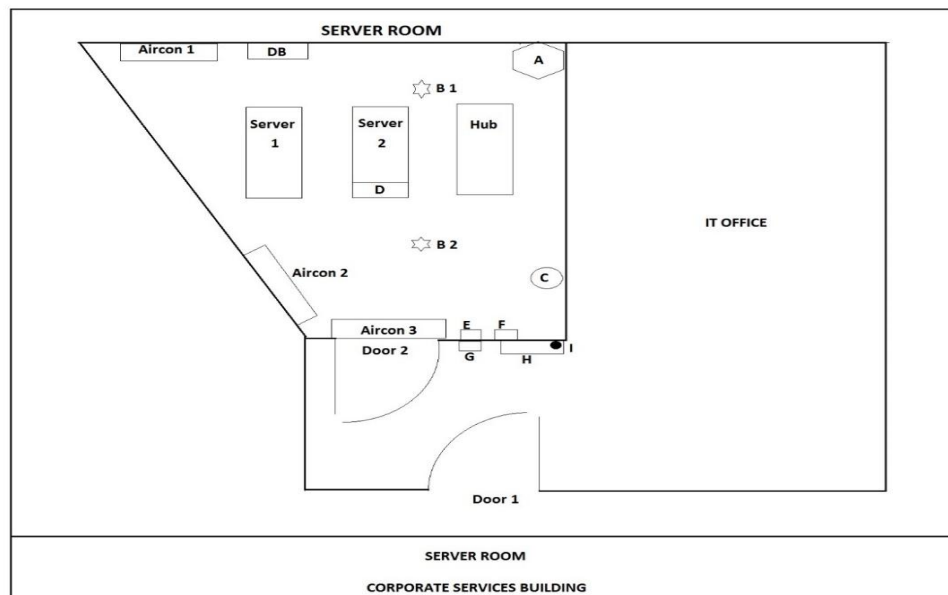 SERVER ROOM
Aircon 1
DB
A
B 1
Server
1
Server
2
Hub
D
IT OFFICE
B 2
Aircon 2
C
Aircon 3
E
F
Door 2
G
H
I
Door 1
SERVER ROOM
CORPORATE SERVICES BUILDING